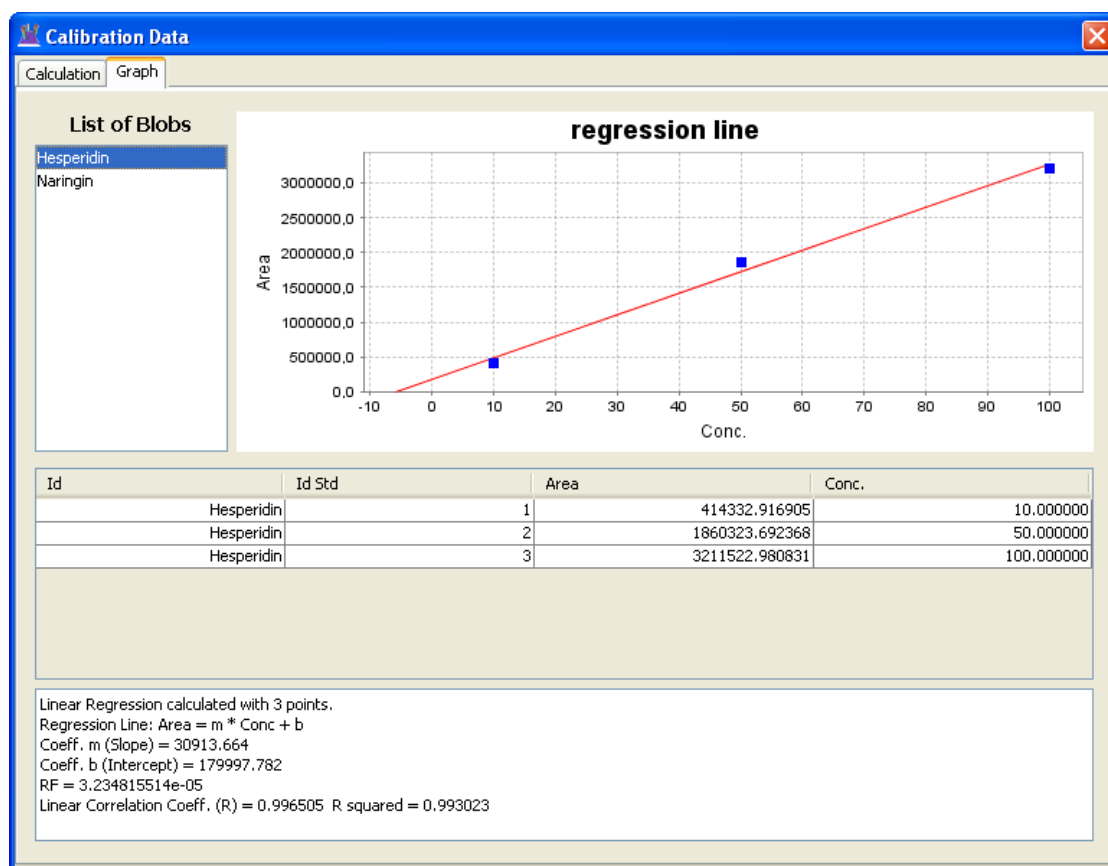 Calibration Data
Calculation Graph
List of Blobs
Hesperidin
Naringin
regression line
Area
3000000,0
2500000,0
2000000,0
1500000,0
1000000,0
500000,0
0,0
-10 0 10 20 30 40 50 60 70 80 90 100
Conc.
Id Id Std Area Conc.
Hesperidin 1 414332.916905 10.000000
Hesperidin 2 1860323.692368 50.000000
Hesperidin 3 3211522.980831 100.000000
Linear Regression calculated with 3 points.
Regression Line: Area = m * Conc + b
Coeff. m (Slope) = 30913.664
Coeff. b (Intercept) = 179997.782
RF = 3.234815514e-05
Linear Correlation Coeff. (R) = 0.996505 R squared = 0.993023